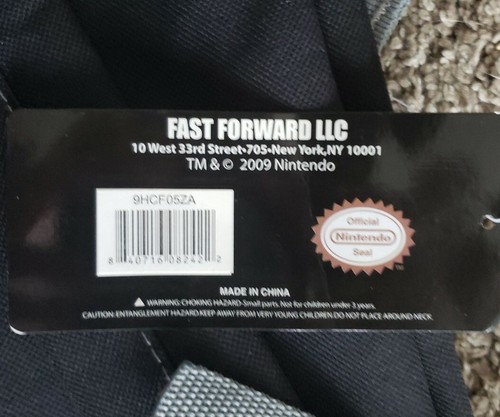 FAST FORWARD LLC
10 West 33rd Street•705•New York,NY 10001
TM & © 2009 Nintendo
9HCF05ZA
8 40716 08242 2
Official
Nintendo
Seal
TM
MADE IN CHINA
WARNING: CHOKING HAZARD-Small parts. Not for children under 3 years.
CAUTION: ENTANGLEMENT HAZARD.KEEP AWAY FROM VERY YOUNG CHILDREN.DO NOT PLACE AROUND NECK.